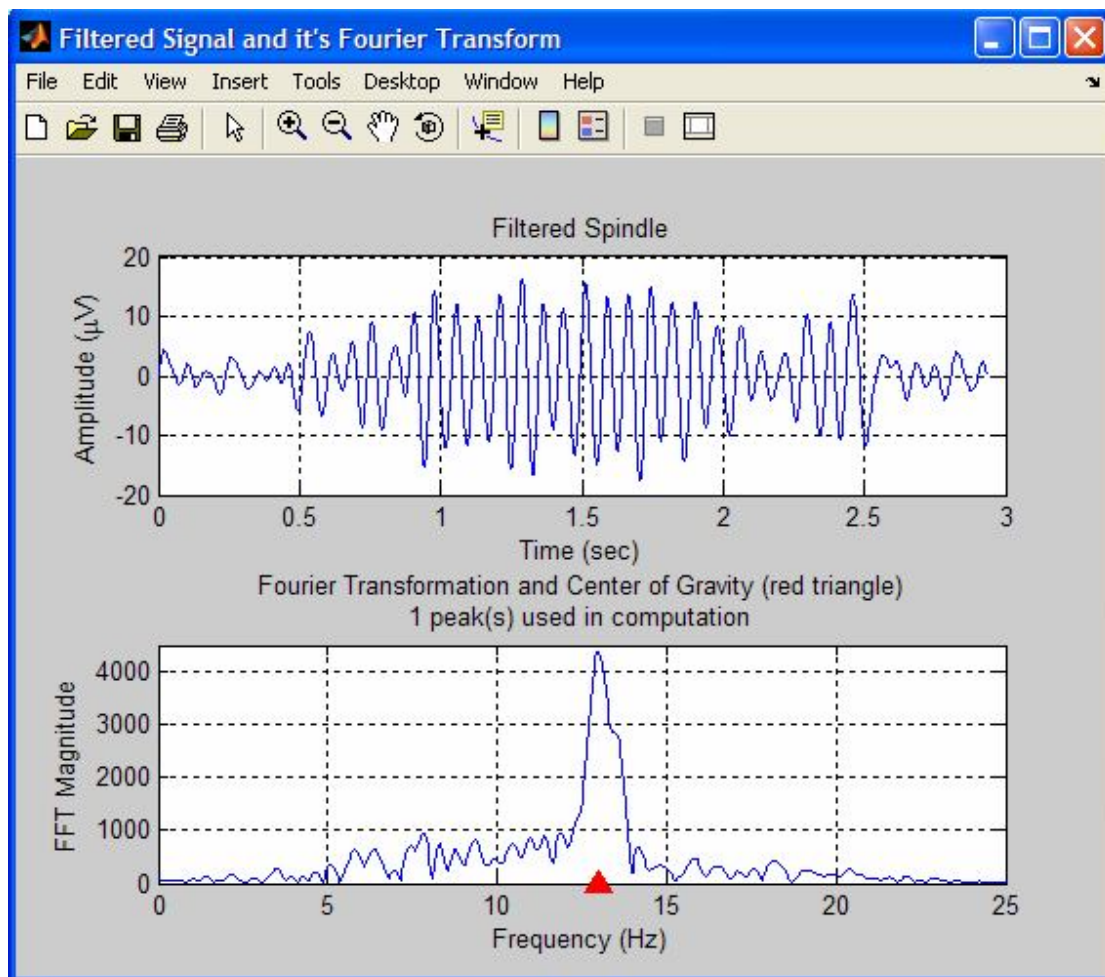 Filtered Signal and it's Fourier Transform
File Edit View Insert Tools Desktop Window Help
Filtered Spindle
Amplitude (μV)
20
10
0
-10
-20
0 0.5 1 1.5 2 2.5 3
Time (sec)
Fourier Transformation and Center of Gravity (red triangle)
1 peak(s) used in computation
FFT Magnitude
4000
3000
2000
1000
0
0 5 10 15 20 25
Frequency (Hz)